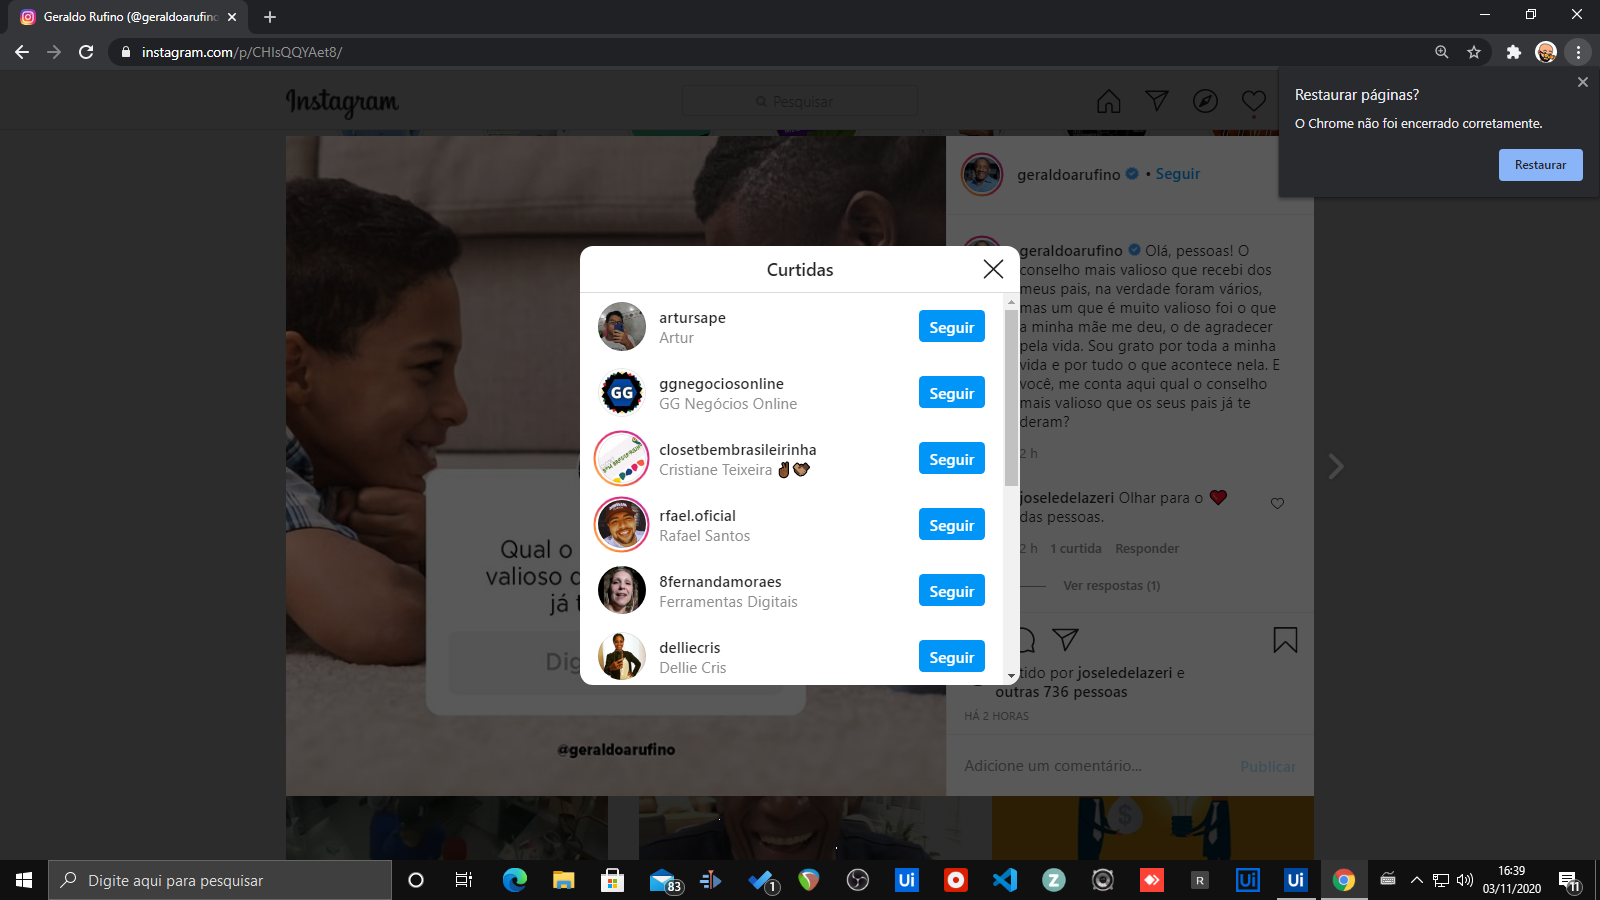 Geraldo Rufino (@geraldoarufino
instagram.com/p/CHIsQQYAet8/
Restaurar páginas?
O Chrome não foi encerrado corretamente.
Restaurar
Instagram
Pesquisar
geraldoarufino • Seguir
geraldoarufino Olá, pessoas! O
conselho mais valioso que recebi dos
meus pais, na verdade foram vários,
mas um que é muito valioso foi o que
a minha mãe me deu, o de agradecer
pela vida. Sou grato por toda a minha
vida e por tudo o que acontece nela. E
você, me conta aqui qual o conselho
mais valioso que os seus pais já te
deram?
2 h
joseledelazeri Olhar para o ❤
das pessoas.
2 h 1 curtida Responder
Ver respostas (1)
tido por joseledelazeri e
outras 736 pessoas
HÁ 2 HORAS
Adicione um comentário...
Publicar
Curtidas
artursape
Artur
Seguir
GG
ggnegociosonline
GG Negócios Online
Seguir
closetbembrasileirinha
Cristiane Teixeira ✌🏾🤝🏾
Seguir
rfael.oficial
Rafael Santos
Seguir
8fernandamoraes
Ferramentas Digitais
Seguir
delliecris
Dellie Cris
Seguir
Qual o
valioso
já
Dig
@geraldoarufino
Digite aqui para pesquisar
83
1
Ui
Z
R
Ui
Ui
16:39
03/11/2020
11